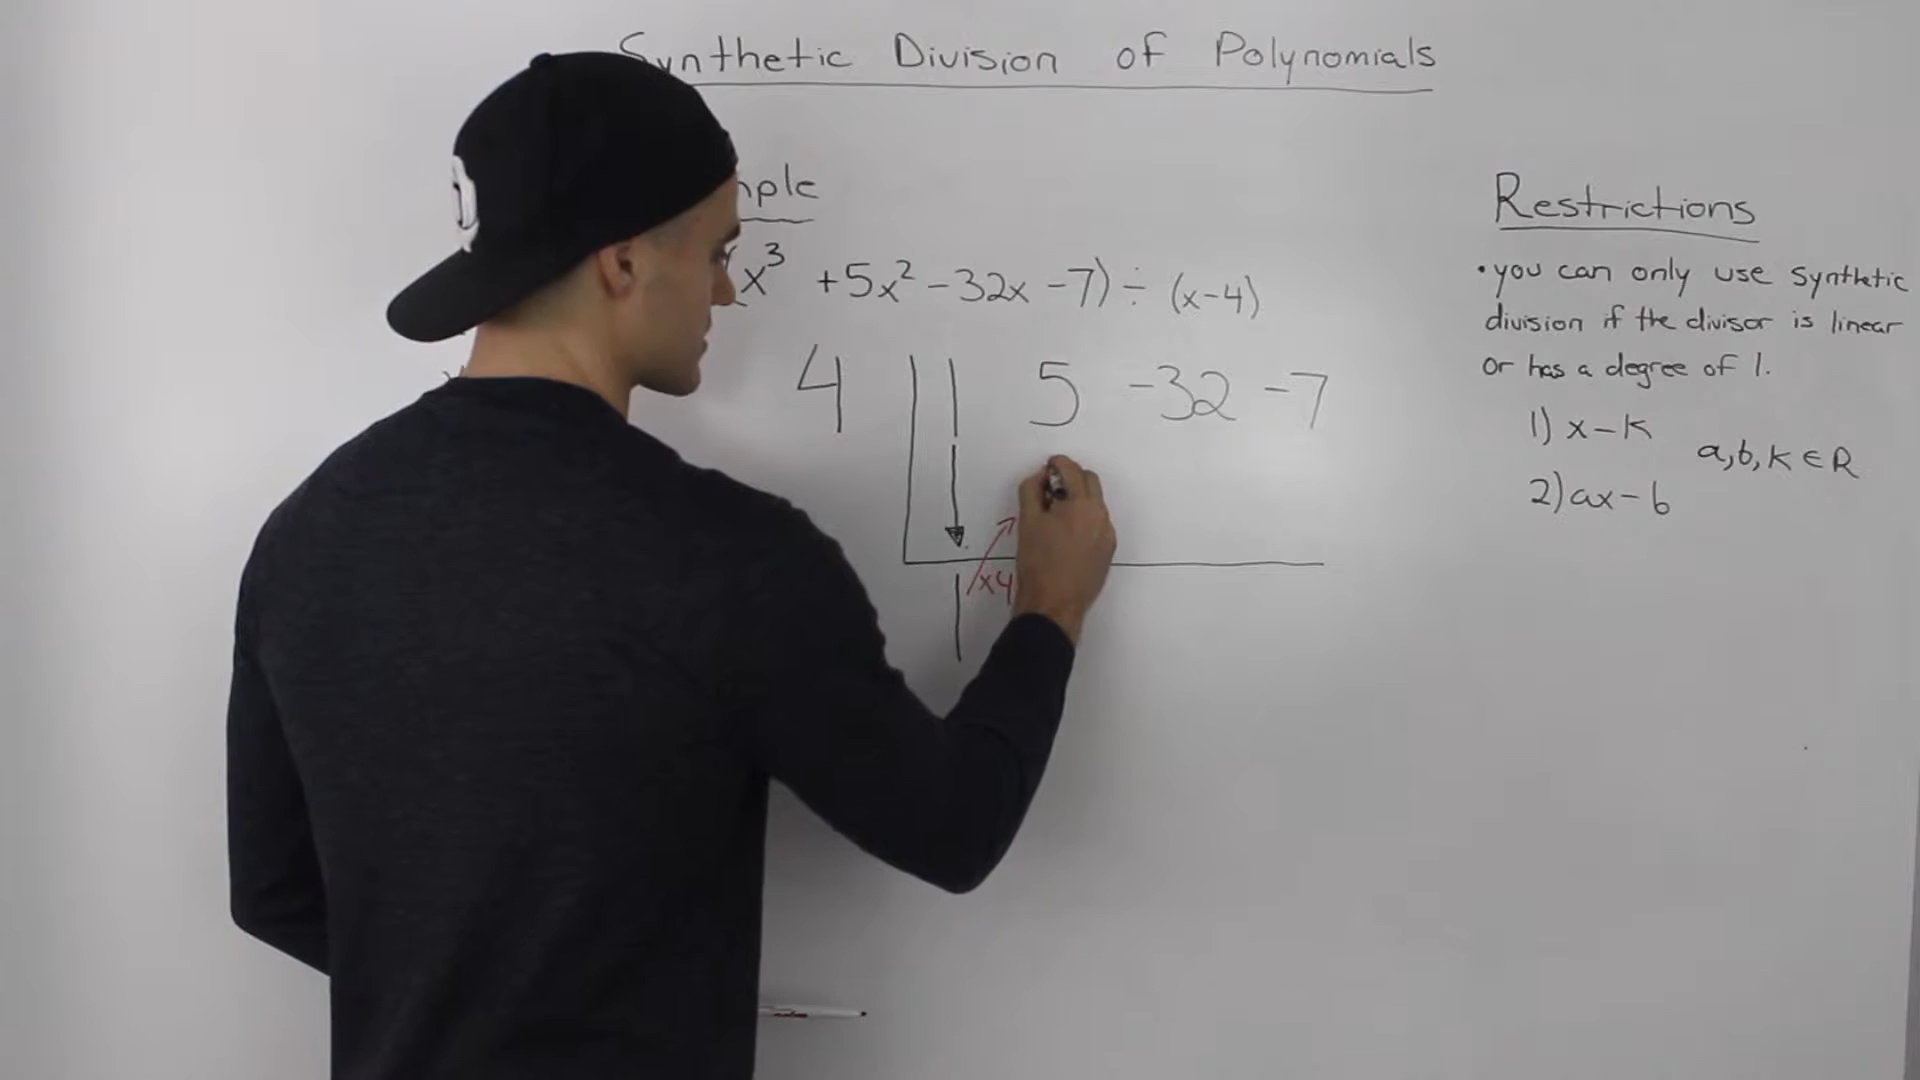 Synthetic Division of Polynomials
(x³ +5x² -32x -7) ÷ (x-4)
4 1 5 -32 -7
x4
1
Restrictions
• you can only use synthetic
division if the divisor is linear
or has a degree of 1.
1) x-k
a,b,k ∈ R
2) ax-b